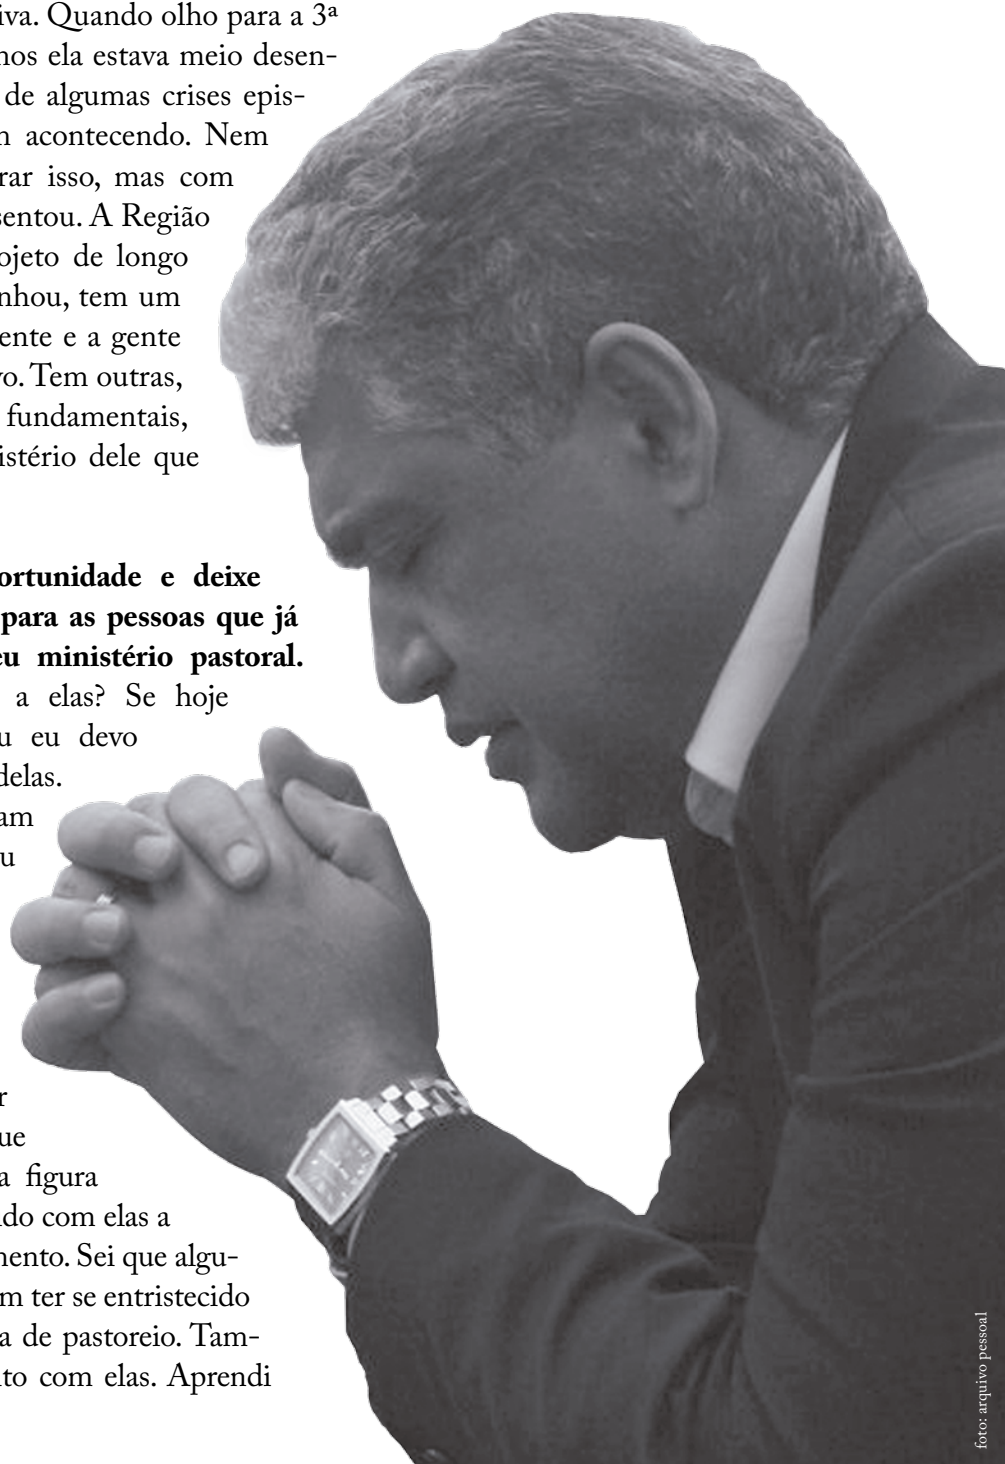 iva. Quando olho para a 3ª
nos ela estava meio desen-
de algumas crises epis-
m acontecendo. Nem
rar isso, mas com
sentou. A Região
ojeto de longo
nhou, tem um
ente e a gente
vo. Tem outras,
fundamentais,
istério dele que
ortunidade e deixe
para as pessoas que já
eu ministério pastoral.
a elas? Se hoje
u eu devo
delas.
am
u
r
ue
a figura
do com elas a
mento. Sei que algu-
m ter se entristecido
a de pastoreio. Tam-
to com elas. Aprendi
foto: arquivo pessoal